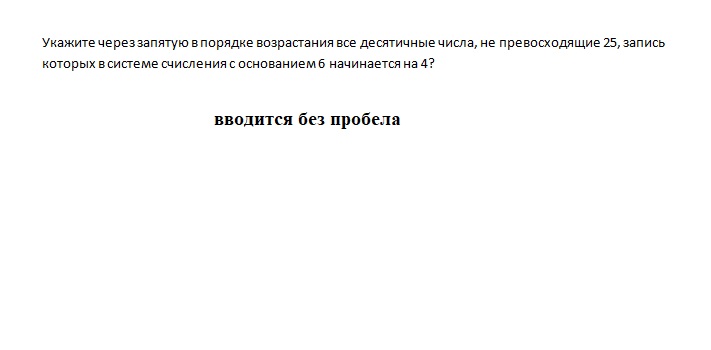 Укажите через запятую в порядке возрастания все десятичные числа, не превосходящие 25, запись
которых в системе счисления с основанием 6 начинается на 4?
вводится без пробела